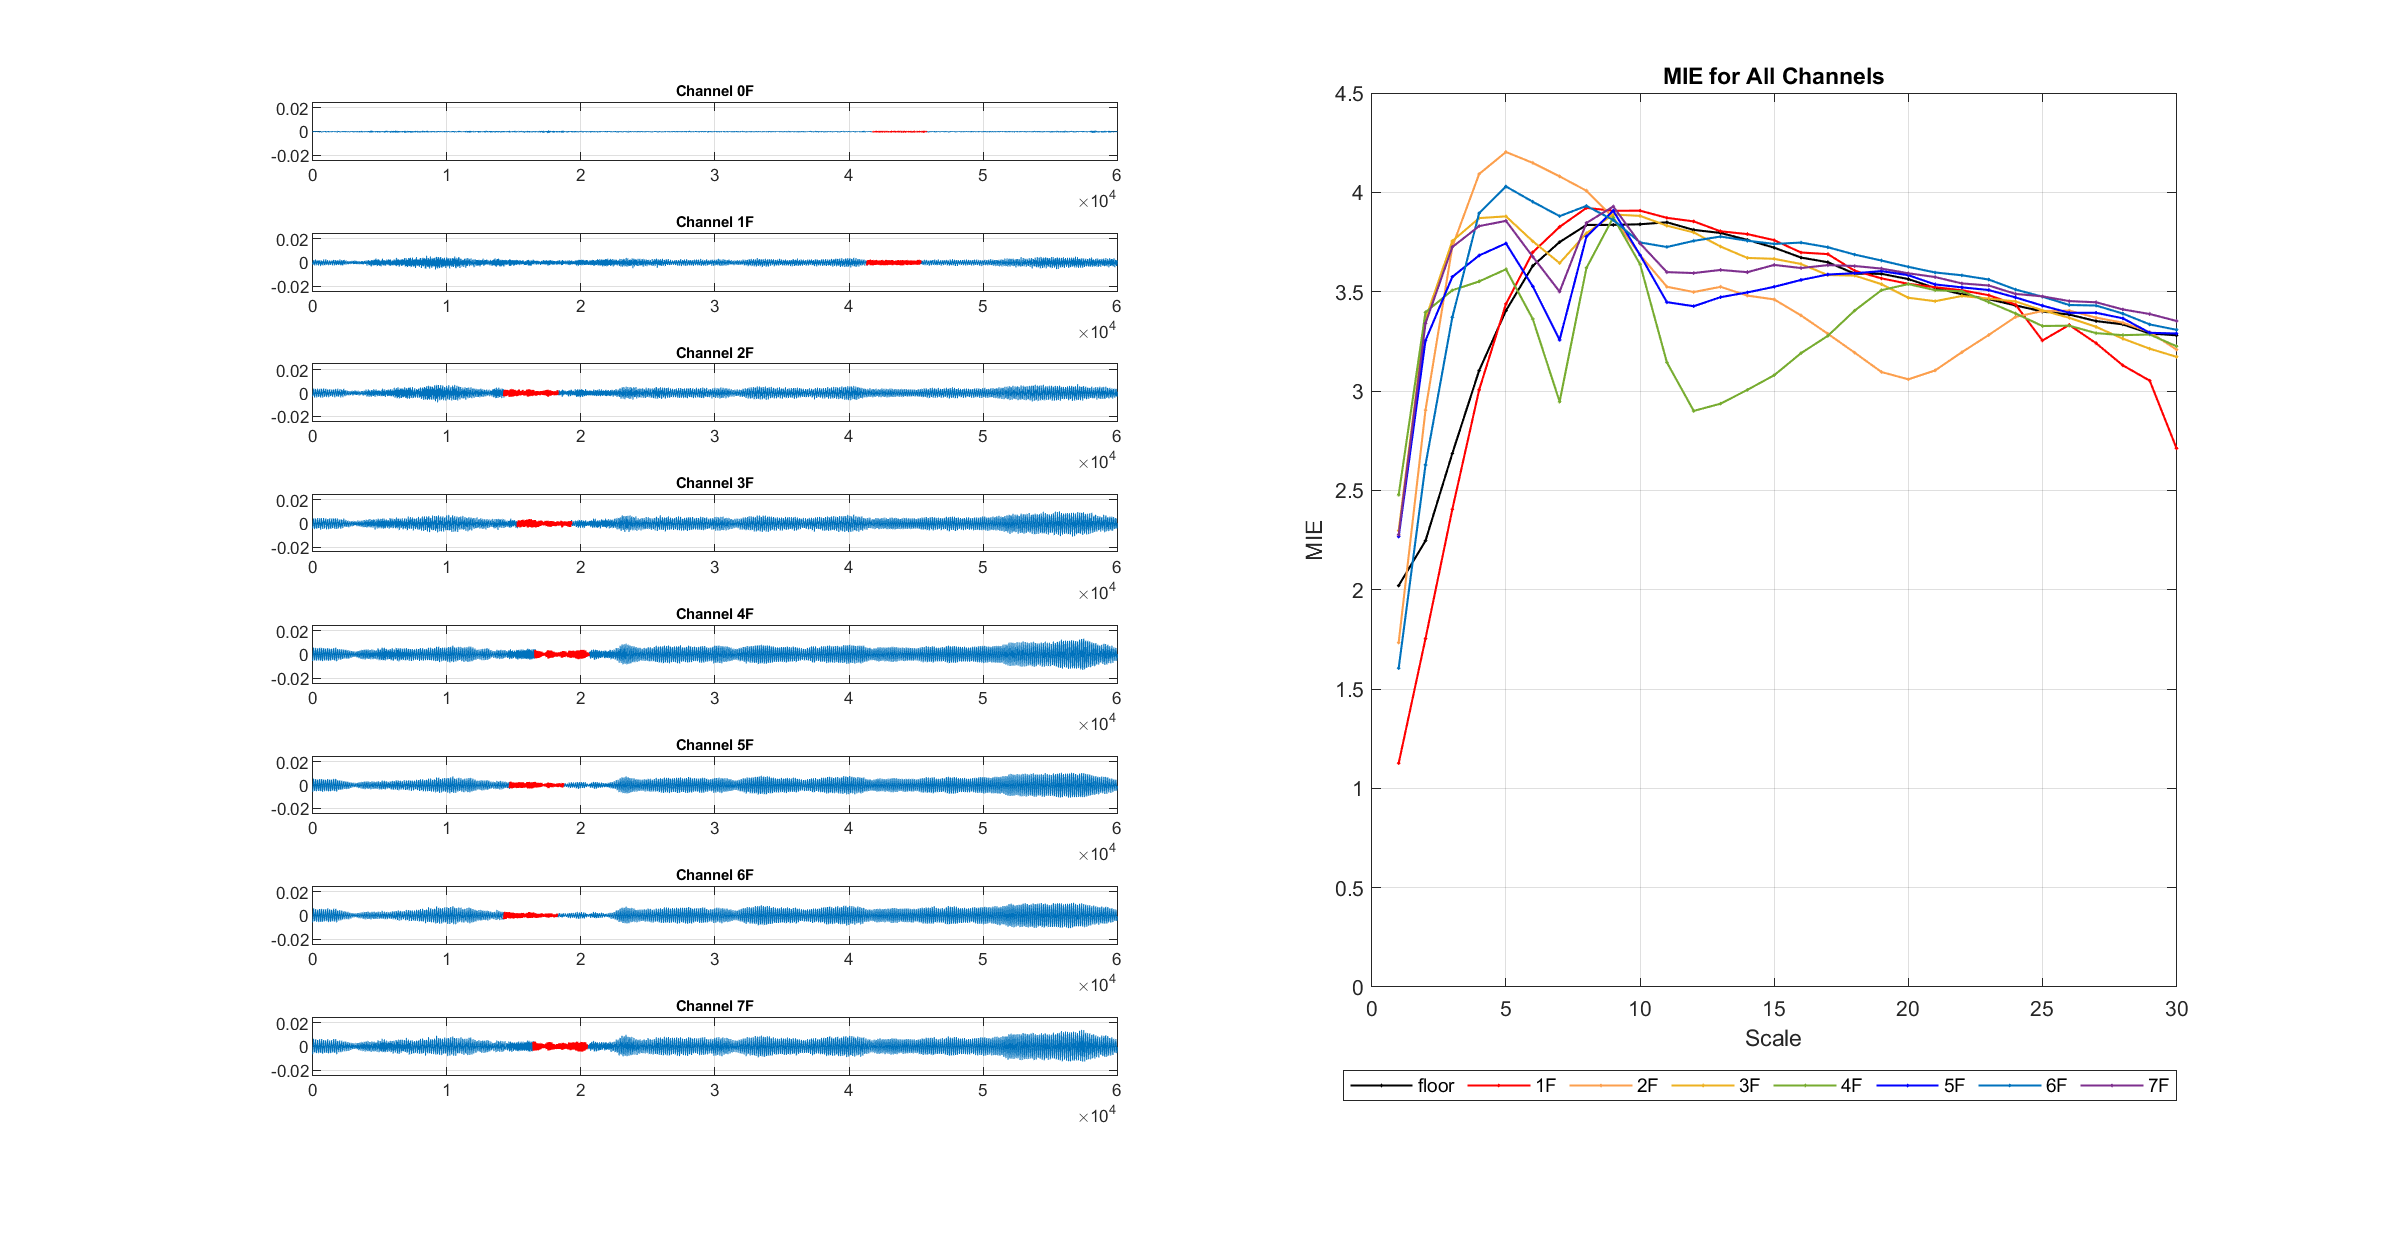 Channel 0F
0.02
0
-0.02
0 1 2 3 4 5 6
×10^4
Channel 1F
0.02
0
-0.02
0 1 2 3 4 5 6
×10^4
Channel 2F
0.02
0
-0.02
0 1 2 3 4 5 6
×10^4
Channel 3F
0.02
0
-0.02
0 1 2 3 4 5 6
×10^4
Channel 4F
0.02
0
-0.02
0 1 2 3 4 5 6
×10^4
Channel 5F
0.02
0
-0.02
0 1 2 3 4 5 6
×10^4
Channel 6F
0.02
0
-0.02
0 1 2 3 4 5 6
×10^4
Channel 7F
0.02
0
-0.02
0 1 2 3 4 5 6
×10^4
MIE for All Channels
4.5
4
3.5
3
2.5
2
1.5
1
0.5
0
MIE
0 5 10 15 20 25 30
Scale
floor 1F 2F 3F 4F 5F 6F 7F